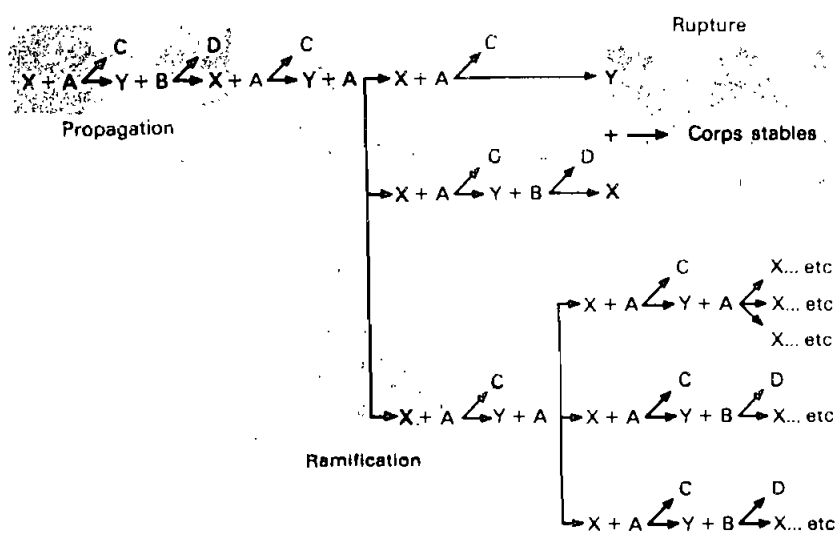 Rupture
C D C C
X + A Y + B X + A Y + A X + A Y
Propagation
+ Corps stables
C D
X + A Y + B X
C X... etc
X + A Y + A X... etc
X... etc
C C D
X + A Y + A X + A Y + B X... etc
Ramification
C D
X + A Y + B X... etc